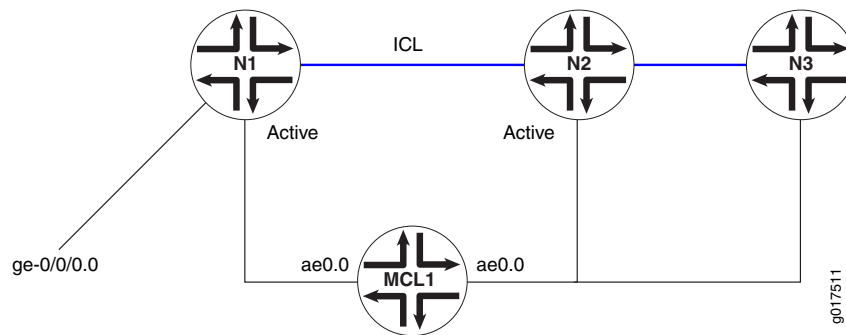 ICL
N1
N2
N3
Active
Active
ge-0/0/0.0
ae0.0
ae0.0
MCL1
g017511